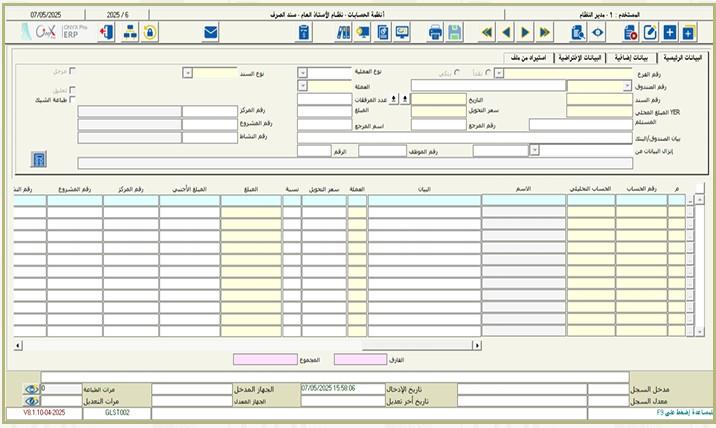 المستخدم : 1 - مدير النظام
أنظمة الحسابات - نظام الأستاذ العام - سند الصرف
2025 / 6
07/05/2025
ONYX Pro
ERP
البيانات الرئيسية
بيانات إضافية
البيانات الإفتراضية
استيراد من ملف
رقم الفرع
نقدا
بنكي
نوع العملية
نوع السند
مرحل
رقم الصندوق
العملة
تعليق
رقم السند
التاريخ
عدد المرفقات
طباعة الشيك
YER المبلغ المحلي
سعر التحويل
المبلغ
رقم المركز
المستلم
رقم المرجع
اسم المرجع
رقم المشروع
بيان الصندوق/البنك
رقم النشاط
إنزال البيانات من
رقم الموظف
الرقم
م
رقم الحساب
الحساب التحليلي
الاسم
البيان
العملة
سعر التحويل
نسبة
المبلغ
المبلغ الأجنبي
رقم المركز
رقم المشروع
رقم النش
الفارق
المجموع
مدخل السجل
تاريخ الإدخال
07/05/2025 15:58:06
الجهاز المدخل
مرات الطباعة
0
معدل السجل
تاريخ أخر تعديل
الجهاز المعدل
مرات التعديل
للمساعدة إضغط على F9
GLST002
V8.1.10-04-2025